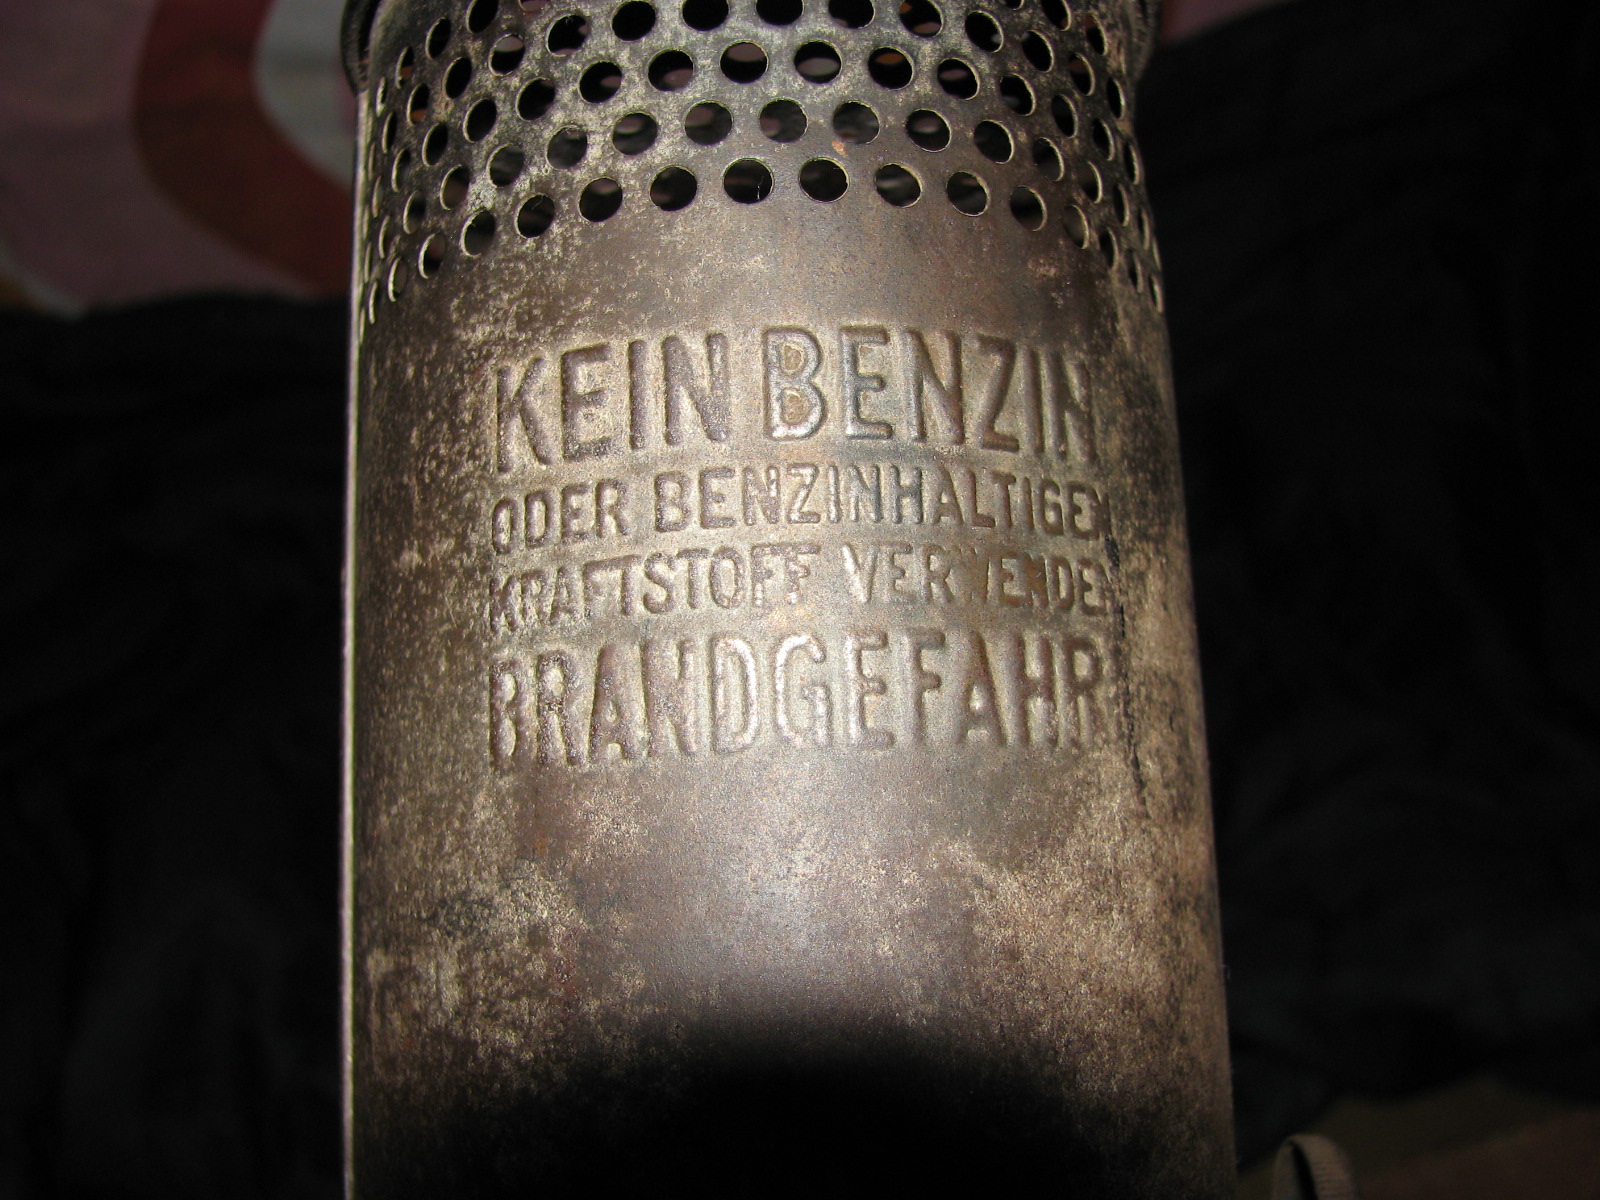 KEIN BENZIN
ODER BENZINHALTIGEN
KRAFTSTOFF VERWENDEN
BRANDGEFAHR